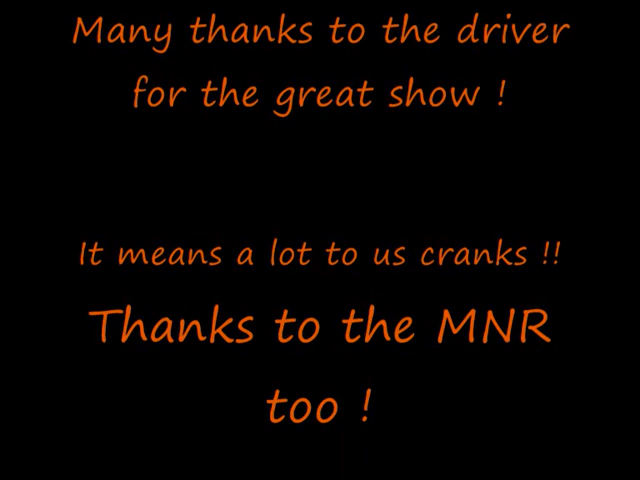 Many thanks to the driver
for the great show !
It means a lot to us cranks !!
Thanks to the MNR
too !